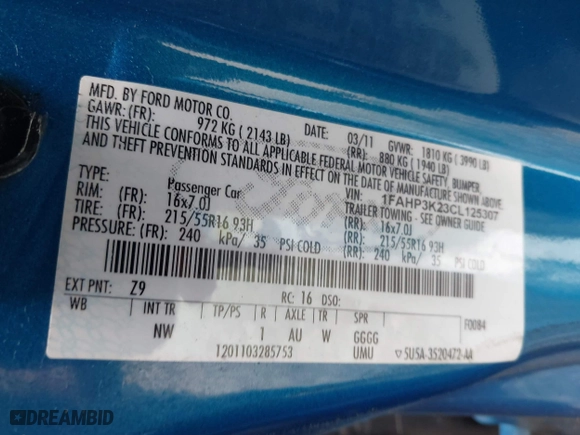 MFD. BY FORD MOTOR CO.
DATE: 03/11 GVWR: 1810 KG ( 3990 LB)
GAWR: (FR): 972 KG ( 2143 LB) (RR): 880 KG ( 1940 LB)
THIS VEHICLE CONFORMS TO ALL APPLICABLE FEDERAL MOTOR VEHICLE SAFETY, BUMPER,
AND THEFT PREVENTION STANDARDS IN EFFECT ON THE DATE OF MANUFACTURE SHOWN ABOVE.
VIN: 1FAHP3K23CL125307
TYPE: Passenger Car TRAILER TOWING - SEE OWNER GUIDE
RIM: (FR): 16x7.0J (RR): 16x7.0J
TIRE: (FR): 215/55R16 93H (RR): 215/55R16 93H
PRESSURE: (FR): 240 kPa/ 35 PSI COLD (RR): 240 kPa/ 35 PSI COLD
EXT PNT: Z9 RC: 16 DSO: F0084
WB INT TR TP/PS R AXLE TR SPR
NW 1 AU W GGGG
1201103285753 UMU 5U5A-3520472-AA
DREAMBID